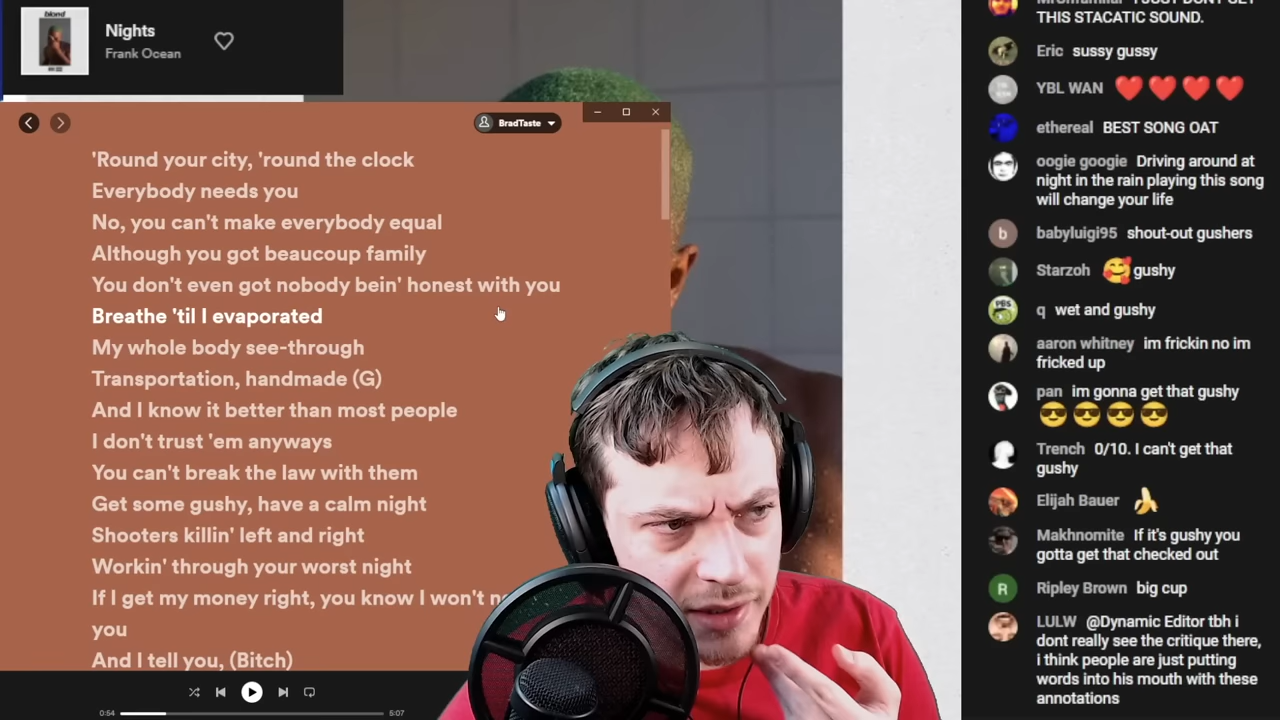 blond
Nights
Frank Ocean
BradTaste
'Round your city, 'round the clock
Everybody needs you
No, you can't make everybody equal
Although you got beaucoup family
You don't even got nobody bein' honest with you
Breathe 'til I evaporated
My whole body see-through
Transportation, handmade (G)
And I know it better than most people
I don't trust 'em anyways
You can't break the law with them
Get some gushy, have a calm night
Shooters killin' left and right
Workin' through your worst night
If I get my money right, you know I won't
you
And I tell you, (Bitch)
0:54
5:07
THIS STACATIC SOUND.
Eric sussy gussy
YBL WAN ❤️❤️❤️❤️
ethereal BEST SONG OAT
oogie googie Driving around at
night in the rain playing this song
will change your life
babyluigi95 shout-out gushers
Starzoh 🥰 gushy
q wet and gushy
aaron whitney im frickin no im
fricked up
pan im gonna get that gushy
😎😎😎😎
Trench 0/10. I can't get that
gushy
Elijah Bauer 🍌
Makhnomite If it's gushy you
gotta get that checked out
Ripley Brown big cup
LULW @Dynamic Editor tbh i
dont really see the critique there,
i think people are just putting
words into his mouth with these
annotations